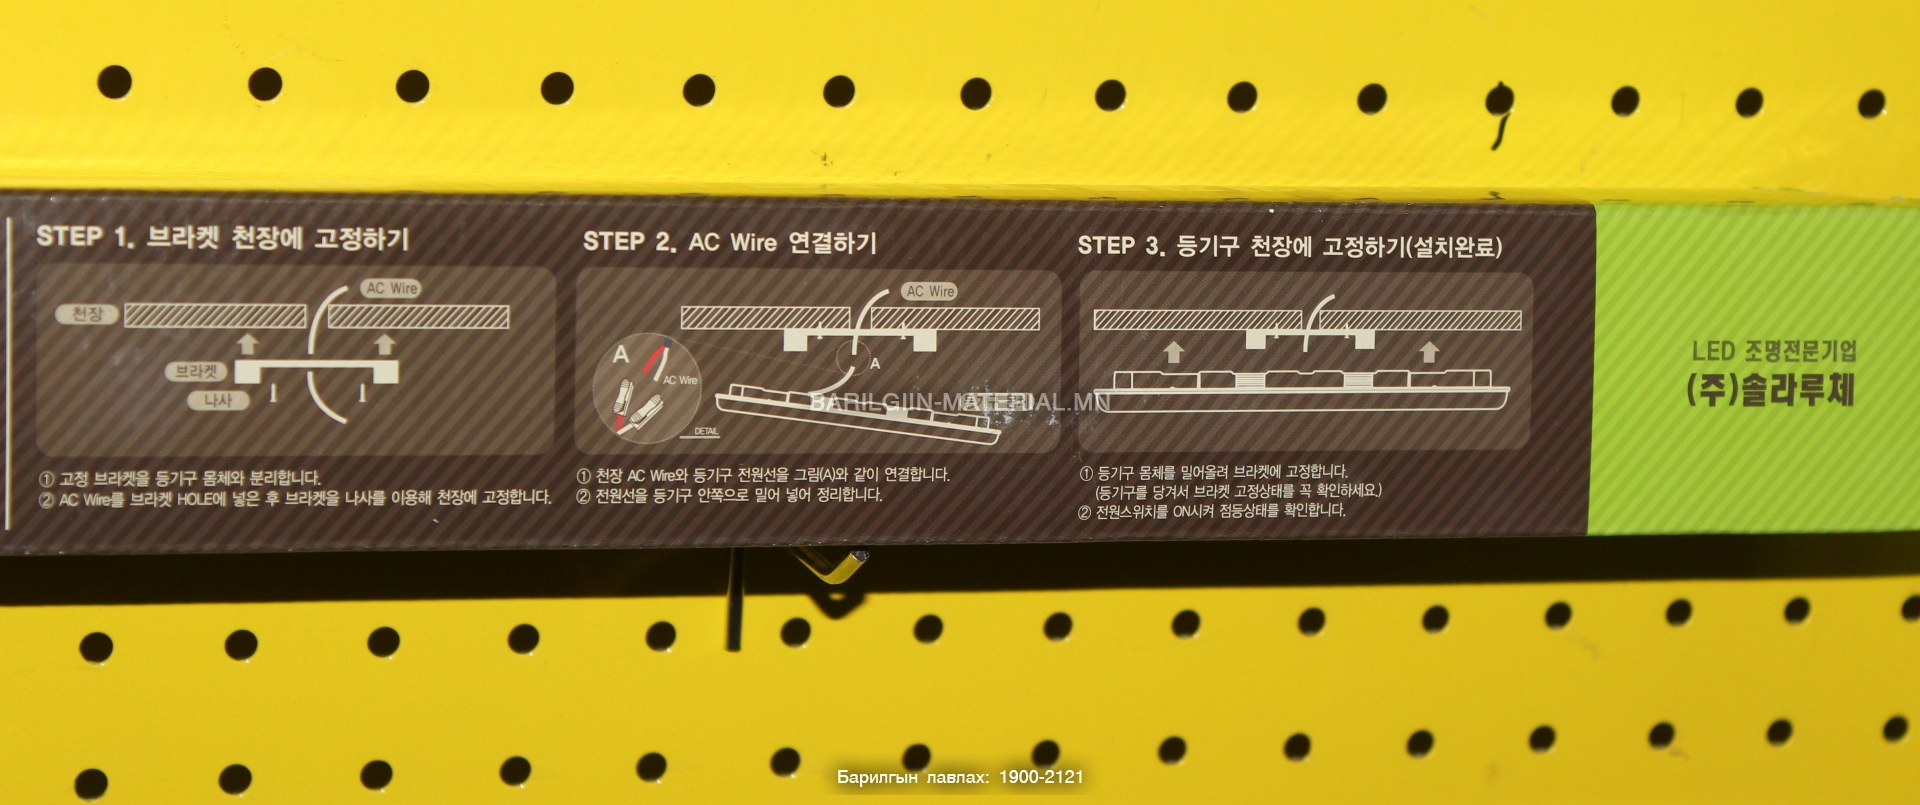 STEP 1. 브라켓 천장에 고정하기
AC Wire
천장
브라켓
나사
① 고정 브라켓을 등기구 몸체와 분리합니다.
② AC Wire를 브라켓 HOLE에 넣은 후 브라켓을 나사를 이용해 천장에 고정합니다.
STEP 2. AC Wire 연결하기
AC Wire
A
A
AC Wire
DETAIL
① 천장 AC Wire와 등기구 전원선을 그림(A)와 같이 연결합니다.
② 전원선을 등기구 안쪽으로 밀어 넣어 정리합니다.
STEP 3. 등기구 천장에 고정하기(설치완료)
① 등기구 몸체를 밀어올려 브라켓에 고정합니다.
(등기구를 당겨서 브라켓 고정상태를 꼭 확인하세요.)
② 전원스위치를 ON시켜 점등상태를 확인합니다.
LED 조명전문기업
(주)솔라루체
BARILGIIN-MATERIAL.MN
Барилгын лавлах: 1900-2121